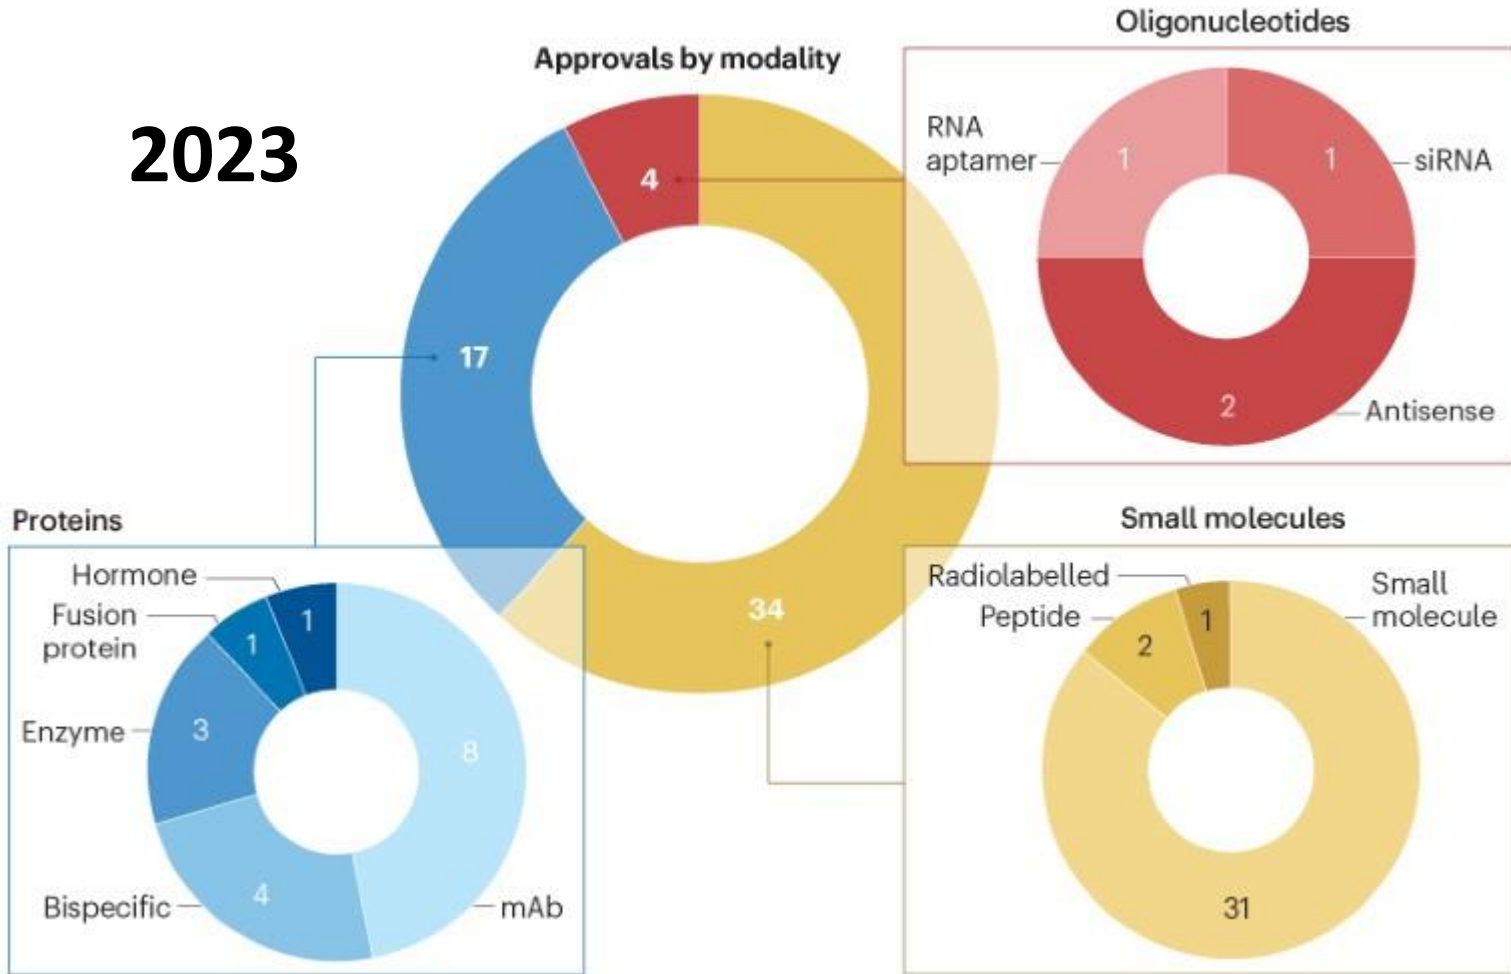 2023
Approvals by modality
4
17
34
Oligonucleotides
RNA
aptamer
1
1
siRNA
2
Antisense
Proteins
Hormone
Fusion
protein
1
1
Enzyme
3
8
Bispecific
4
mAb
Small molecules
Radiolabelled
Peptide
Small
molecule
1
2
31